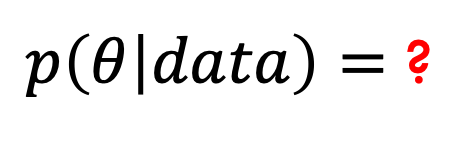 p(θ|data) = ?